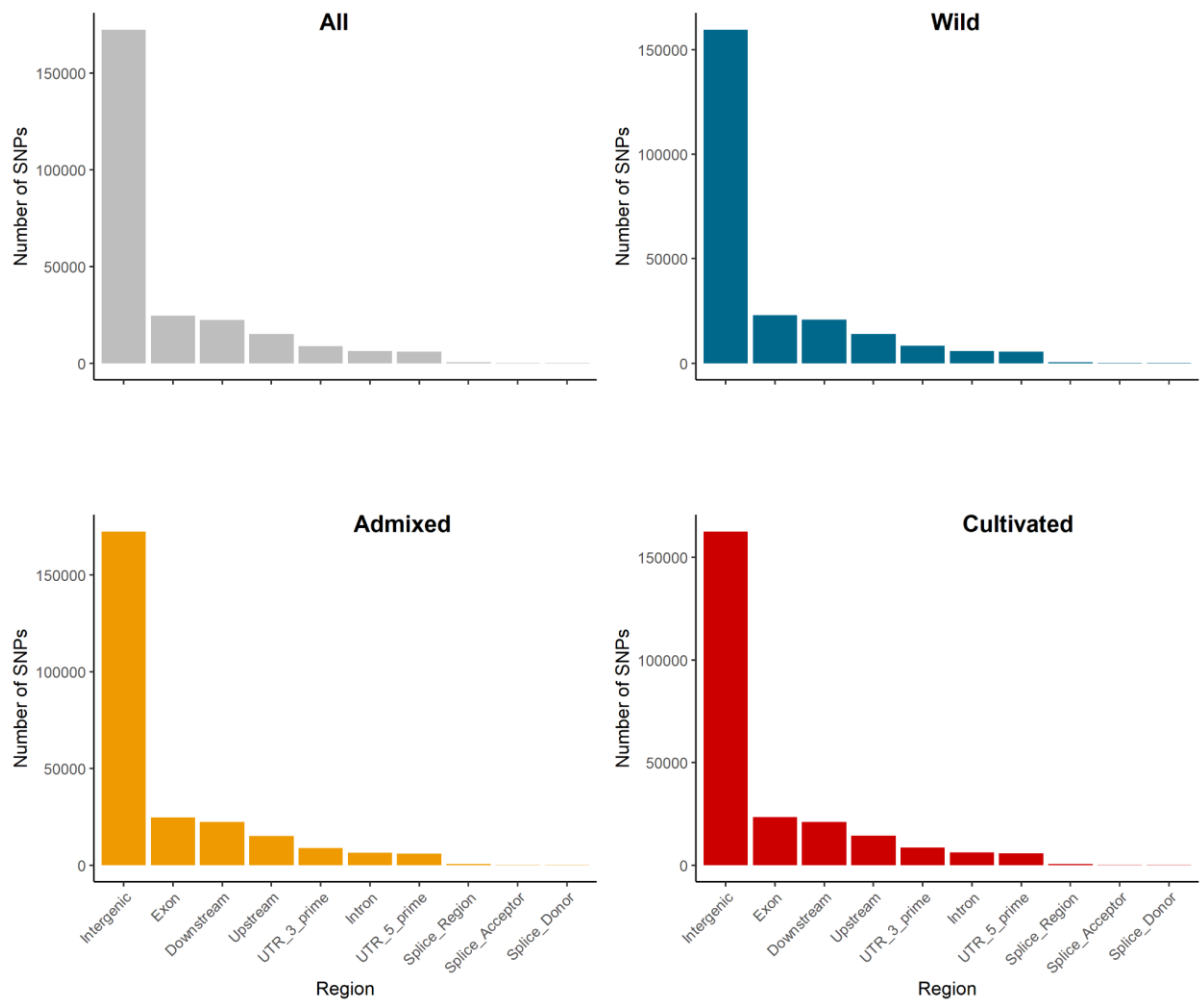 All
Number of SNPs
150000
100000
50000
0
Wild
Number of SNPs
150000
100000
50000
0
Admixed
Number of SNPs
150000
100000
50000
0
Intergenic
Exon
Downstream
Upstream
UTR_3_prime
Intron
UTR_5_prime
Splice_Region
Splice_Acceptor
Splice_Donor
Region
Cultivated
Number of SNPs
150000
100000
50000
0
Intergenic
Exon
Downstream
Upstream
UTR_3_prime
Intron
UTR_5_prime
Splice_Region
Splice_Acceptor
Splice_Donor
Region